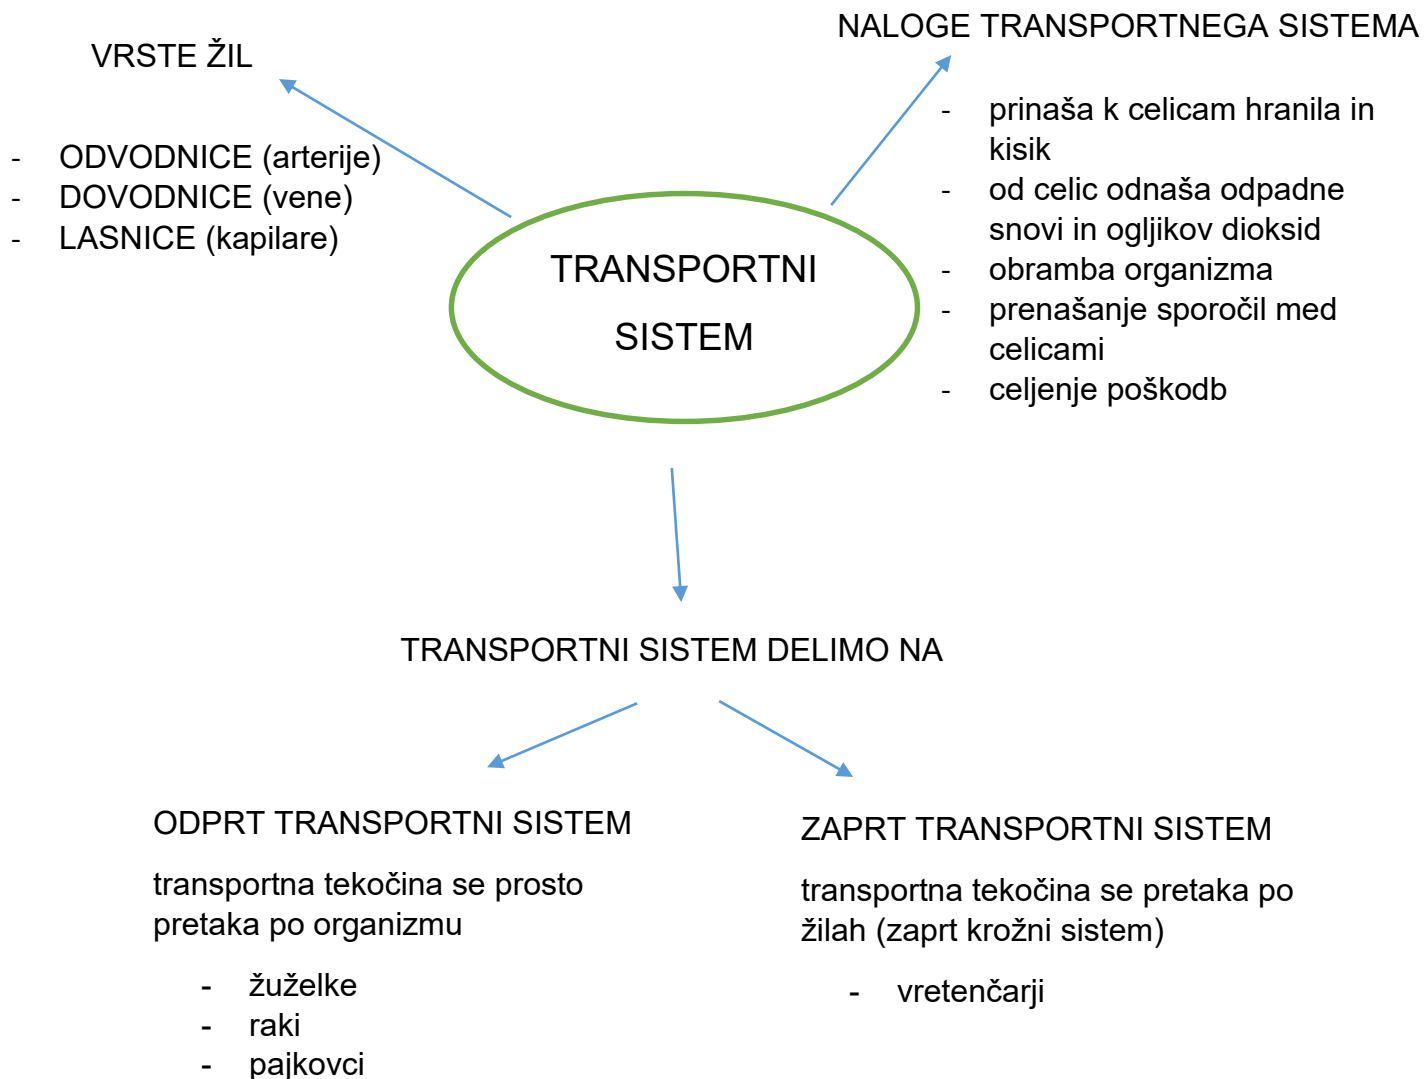 VRSTE ŽIL
- ODVODNICE (arterije)
- DOVODNICE (vene)
- LASNICE (kapilare)
NALOGE TRANSPORTNEGA SISTEMA
- prinaša k celicam hranila in
kisik
- od celic odnaša odpadne
snovi in ogljikov dioksid
- obramba organizma
- prenašanje sporočil med
celicami
- celjenje poškodb
TRANSPORTNI
SISTEM
TRANSPORTNI SISTEM DELIMO NA
ODPRT TRANSPORTNI SISTEM
transportna tekočina se prosto
pretaka po organizmu
- žuželke
- raki
- pajkovci
ZAPRT TRANSPORTNI SISTEM
transportna tekočina se pretaka po
žilah (zaprt krožni sistem)
- vretenčarji